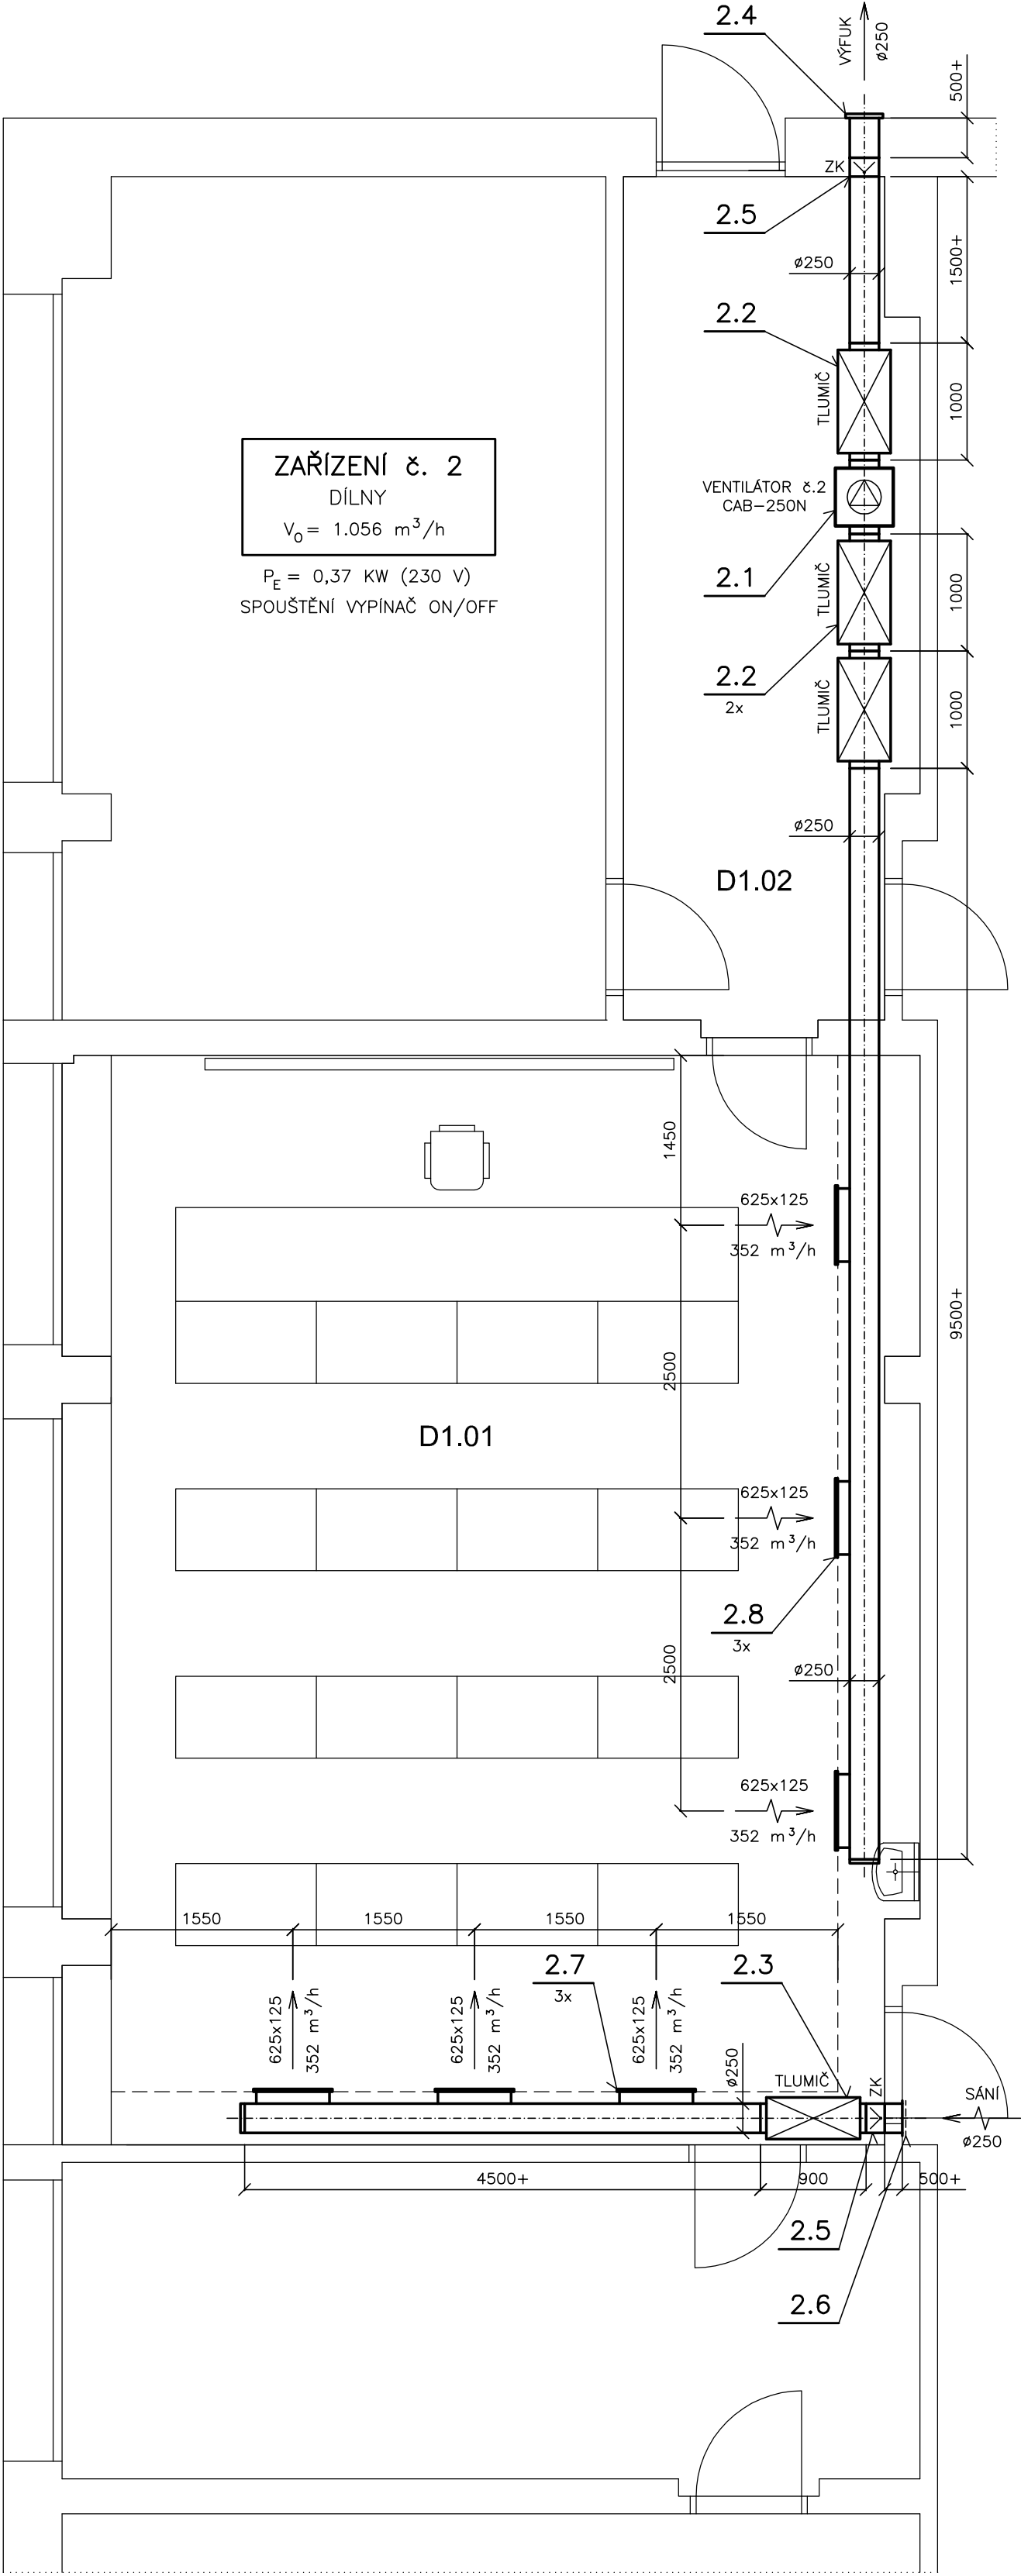 2.4
VÝFUK
ø250
500+
ZK
2.5
ø250
1500+
2.2
TLUMIČ
1000
ZAŘÍZENÍ č. 2
DÍLNY
VO= 1.056 m³/h
PE= 0,37 KW (230 V)
SPOUŠTĚNÍ VYPÍNAČ ON/OFF
VENTILÁTOR č.2
CAB-250N
2.1
TLUMIČ
1000
2.2
2x
TLUMIČ
1000
ø250
D1.02
1450
625x125
352 m³/h
9500+
2500
D1.01
625x125
352 m³/h
2.8
3x
2500
ø250
625x125
352 m³/h
1550
1550
1550
1550
2.7
3x
2.3
625x125
352 m³/h
625x125
352 m³/h
625x125
352 m³/h
ø250
TLUMIČ
ZK
SÁNÍ
ø250
4500+
900
500+
2.5
2.6